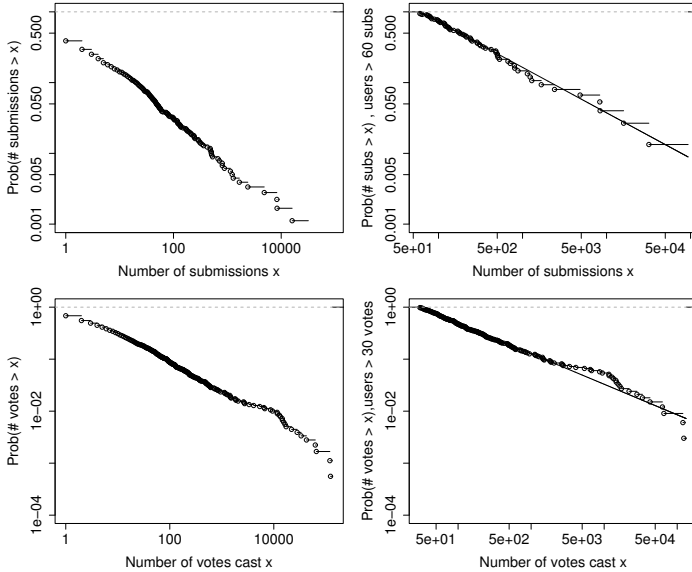 0.500
0.050
0.005
0.001
Prob(# submissions > x)
1 100 10000
Number of submissions x
0.500
0.050
0.005
0.001
Prob(# subs > x) , users > 60 subs
5e+01 5e+02 5e+03 5e+04
Number of submissions x
1e+00
1e-02
1e-04
Prob(# votes > x)
1 100 10000
Number of votes cast x
1e+00
1e-02
1e-04
Prob(# votes > x),users > 30 votes
5e+01 5e+02 5e+03 5e+04
Number of votes cast x